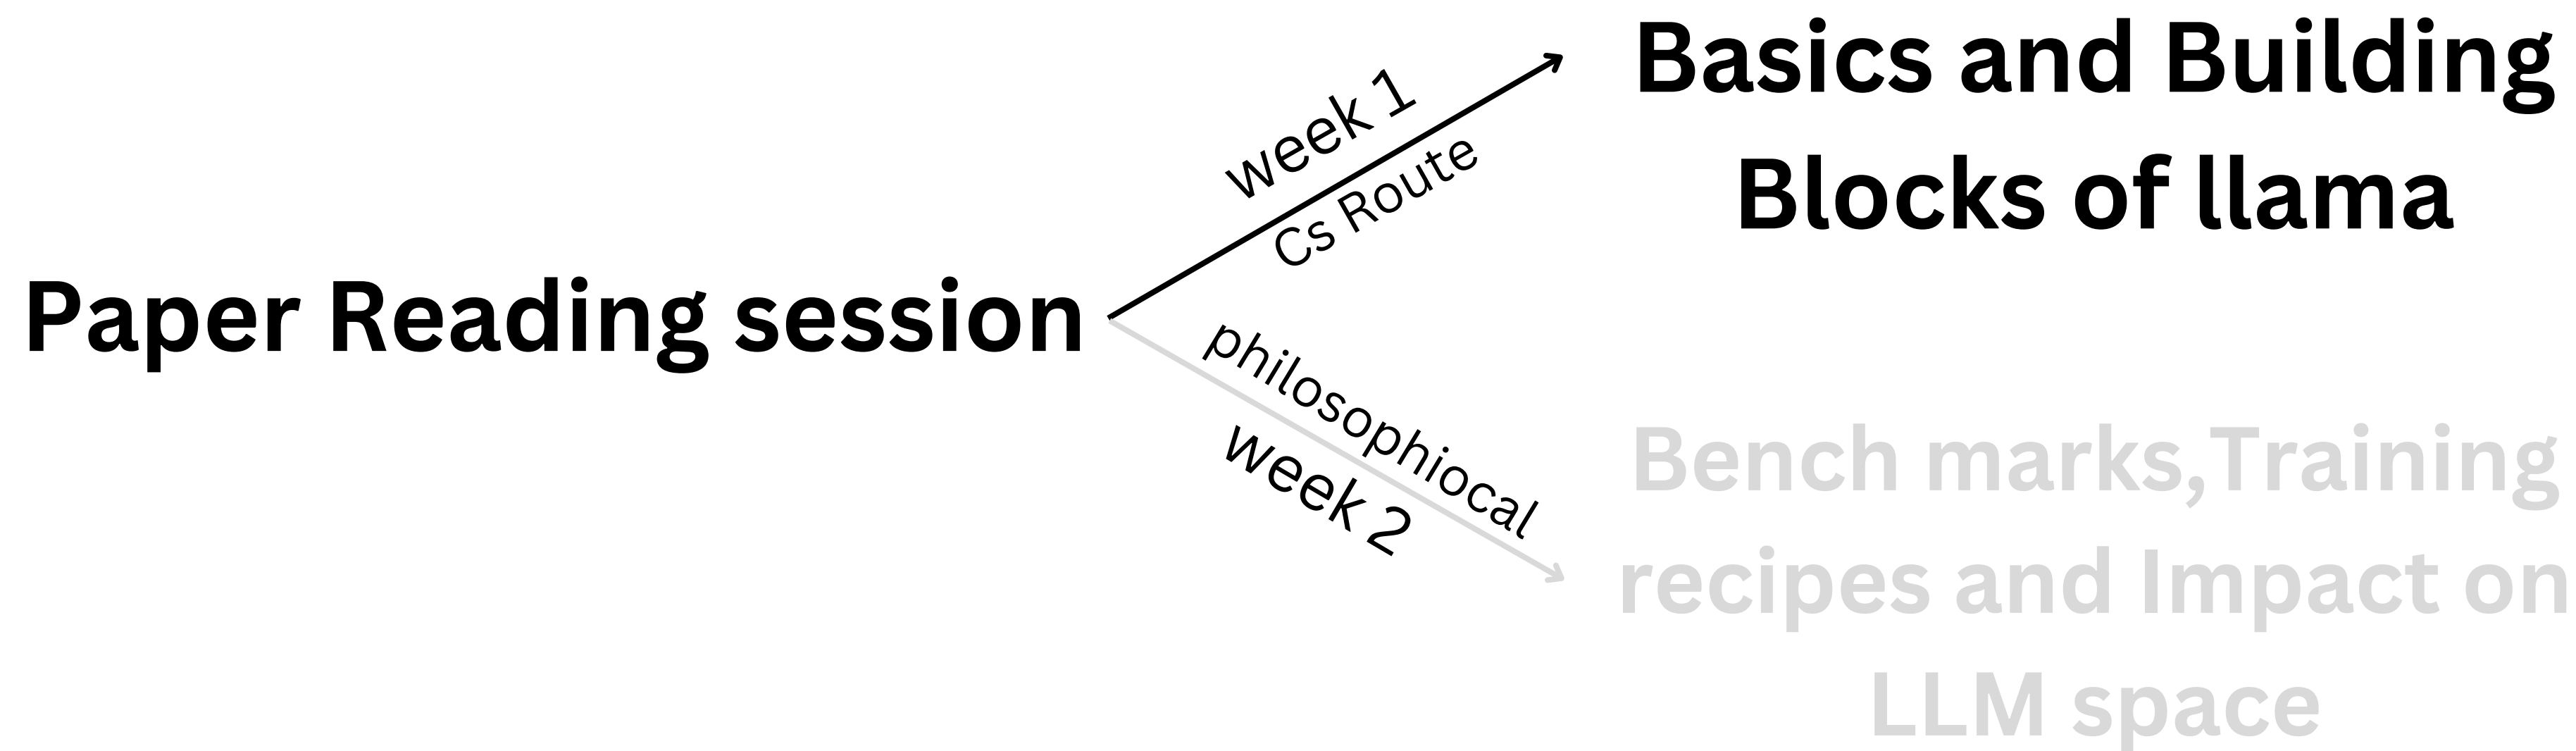 Paper Reading session
week 1
Cs Route
Basics and Building
Blocks of llama
philosophiocal
week 2
Bench marks,Training
recipes and Impact on
LLM space